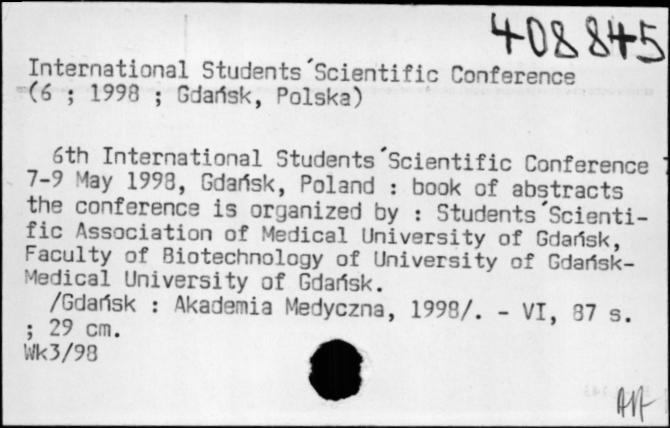 408845
International Students´Scientific Conference
(6 ; 1998 ; Gdańsk, Polska)
6th International Students´Scientific Conference :
7-9 May 1998, Gdańsk, Poland : book of abstracts
the conference is organized by : Students´Scienti-
fic Association of Medical University of Gdańsk,
Faculty of Biotechnology of University of Gdańsk-
Medical University of Gdańsk.
/Gdańsk : Akademia Medyczna, 1998/. - VI, 87 s.
; 29 cm.
Wk3/98